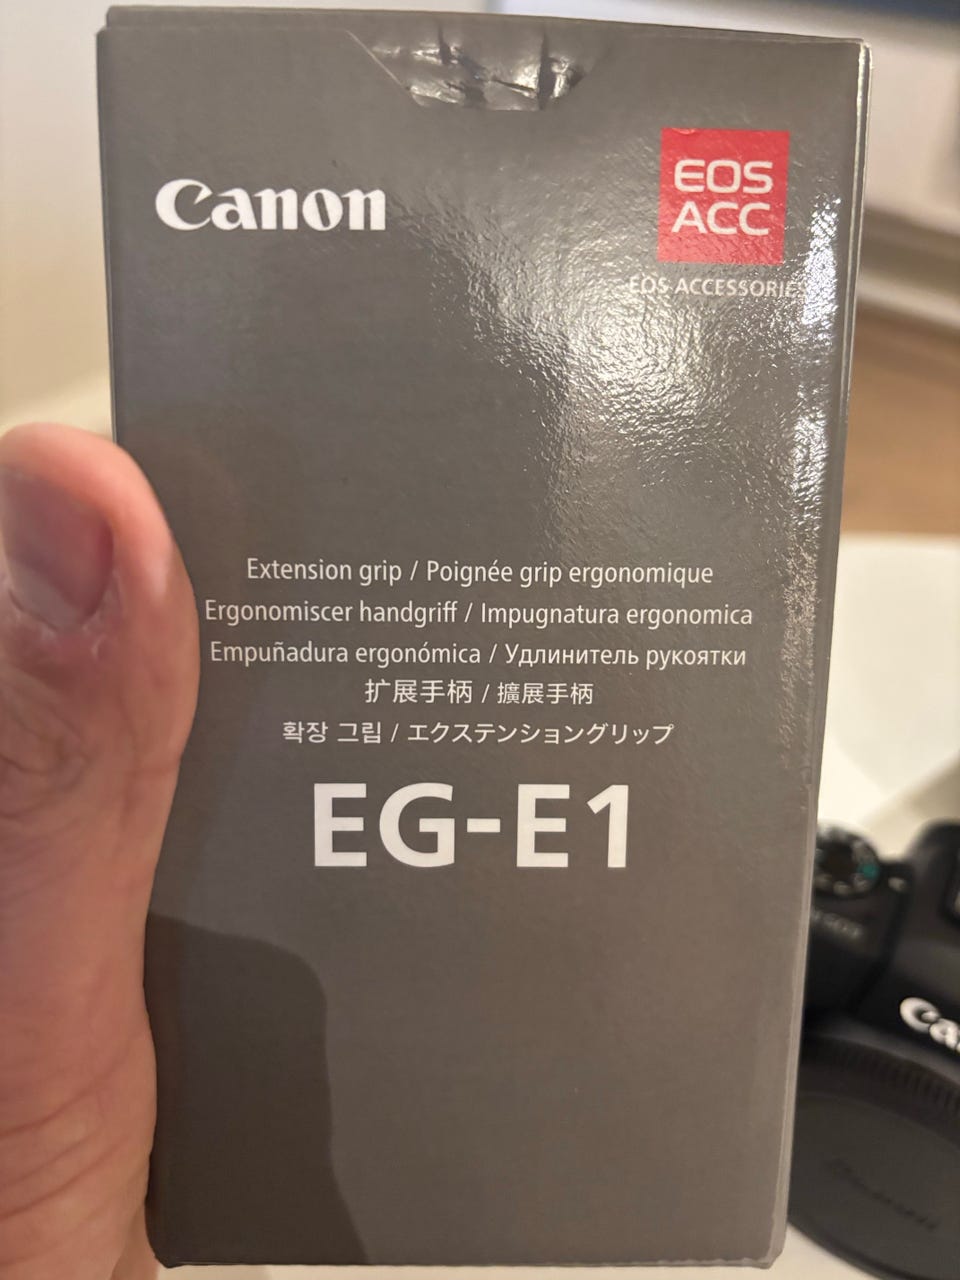 Canon
EOS
ACC
EOS ACCESSORIE
Extension grip / Poignée grip ergonomique
Ergonomiscer handgriff / Impugnatura ergonomica
Empuñadura ergonómica / Удлинитель рукоятки
扩展手柄 / 擴展手柄
확장 그립 / エクステンショングリップ
EG-E1
Ca